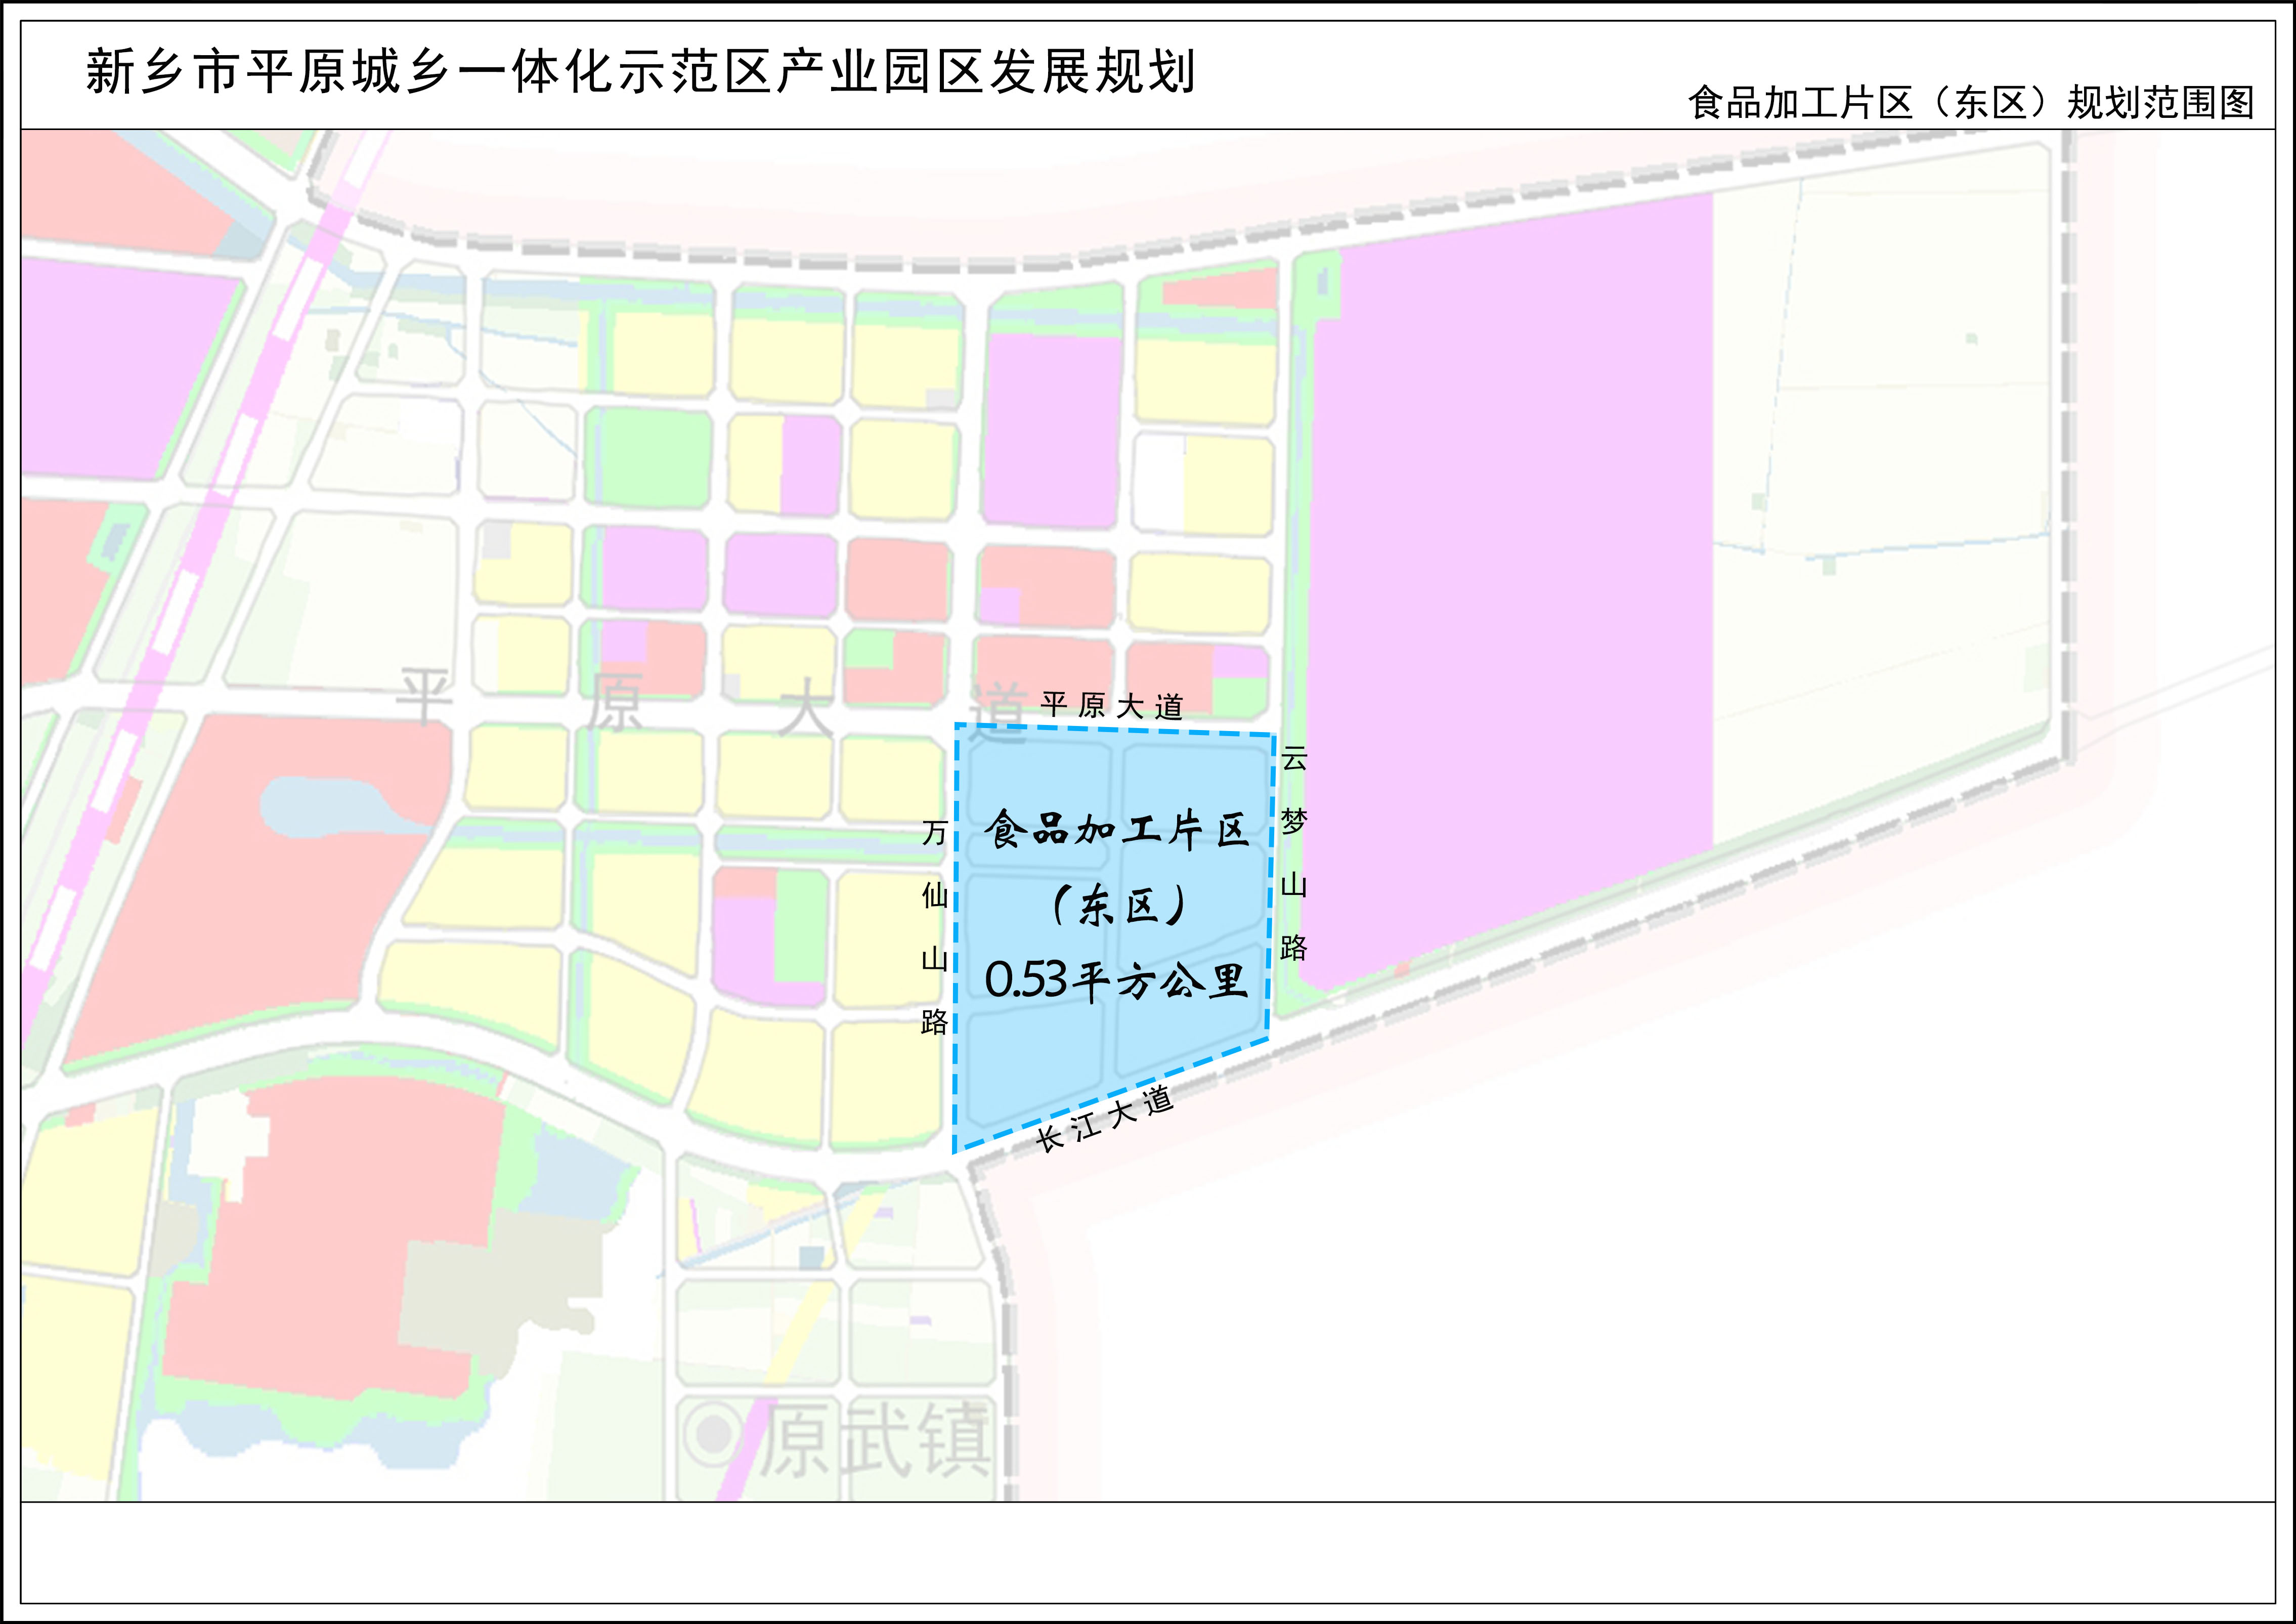 新乡市平原城乡一体化示范区产业园区发展规划
食品加工片区（东区）规划范围图
平原大道
平原大道
云梦山路
万仙山路
食品加工片区
（东区）
0.53平方公里
长江大道
原武镇